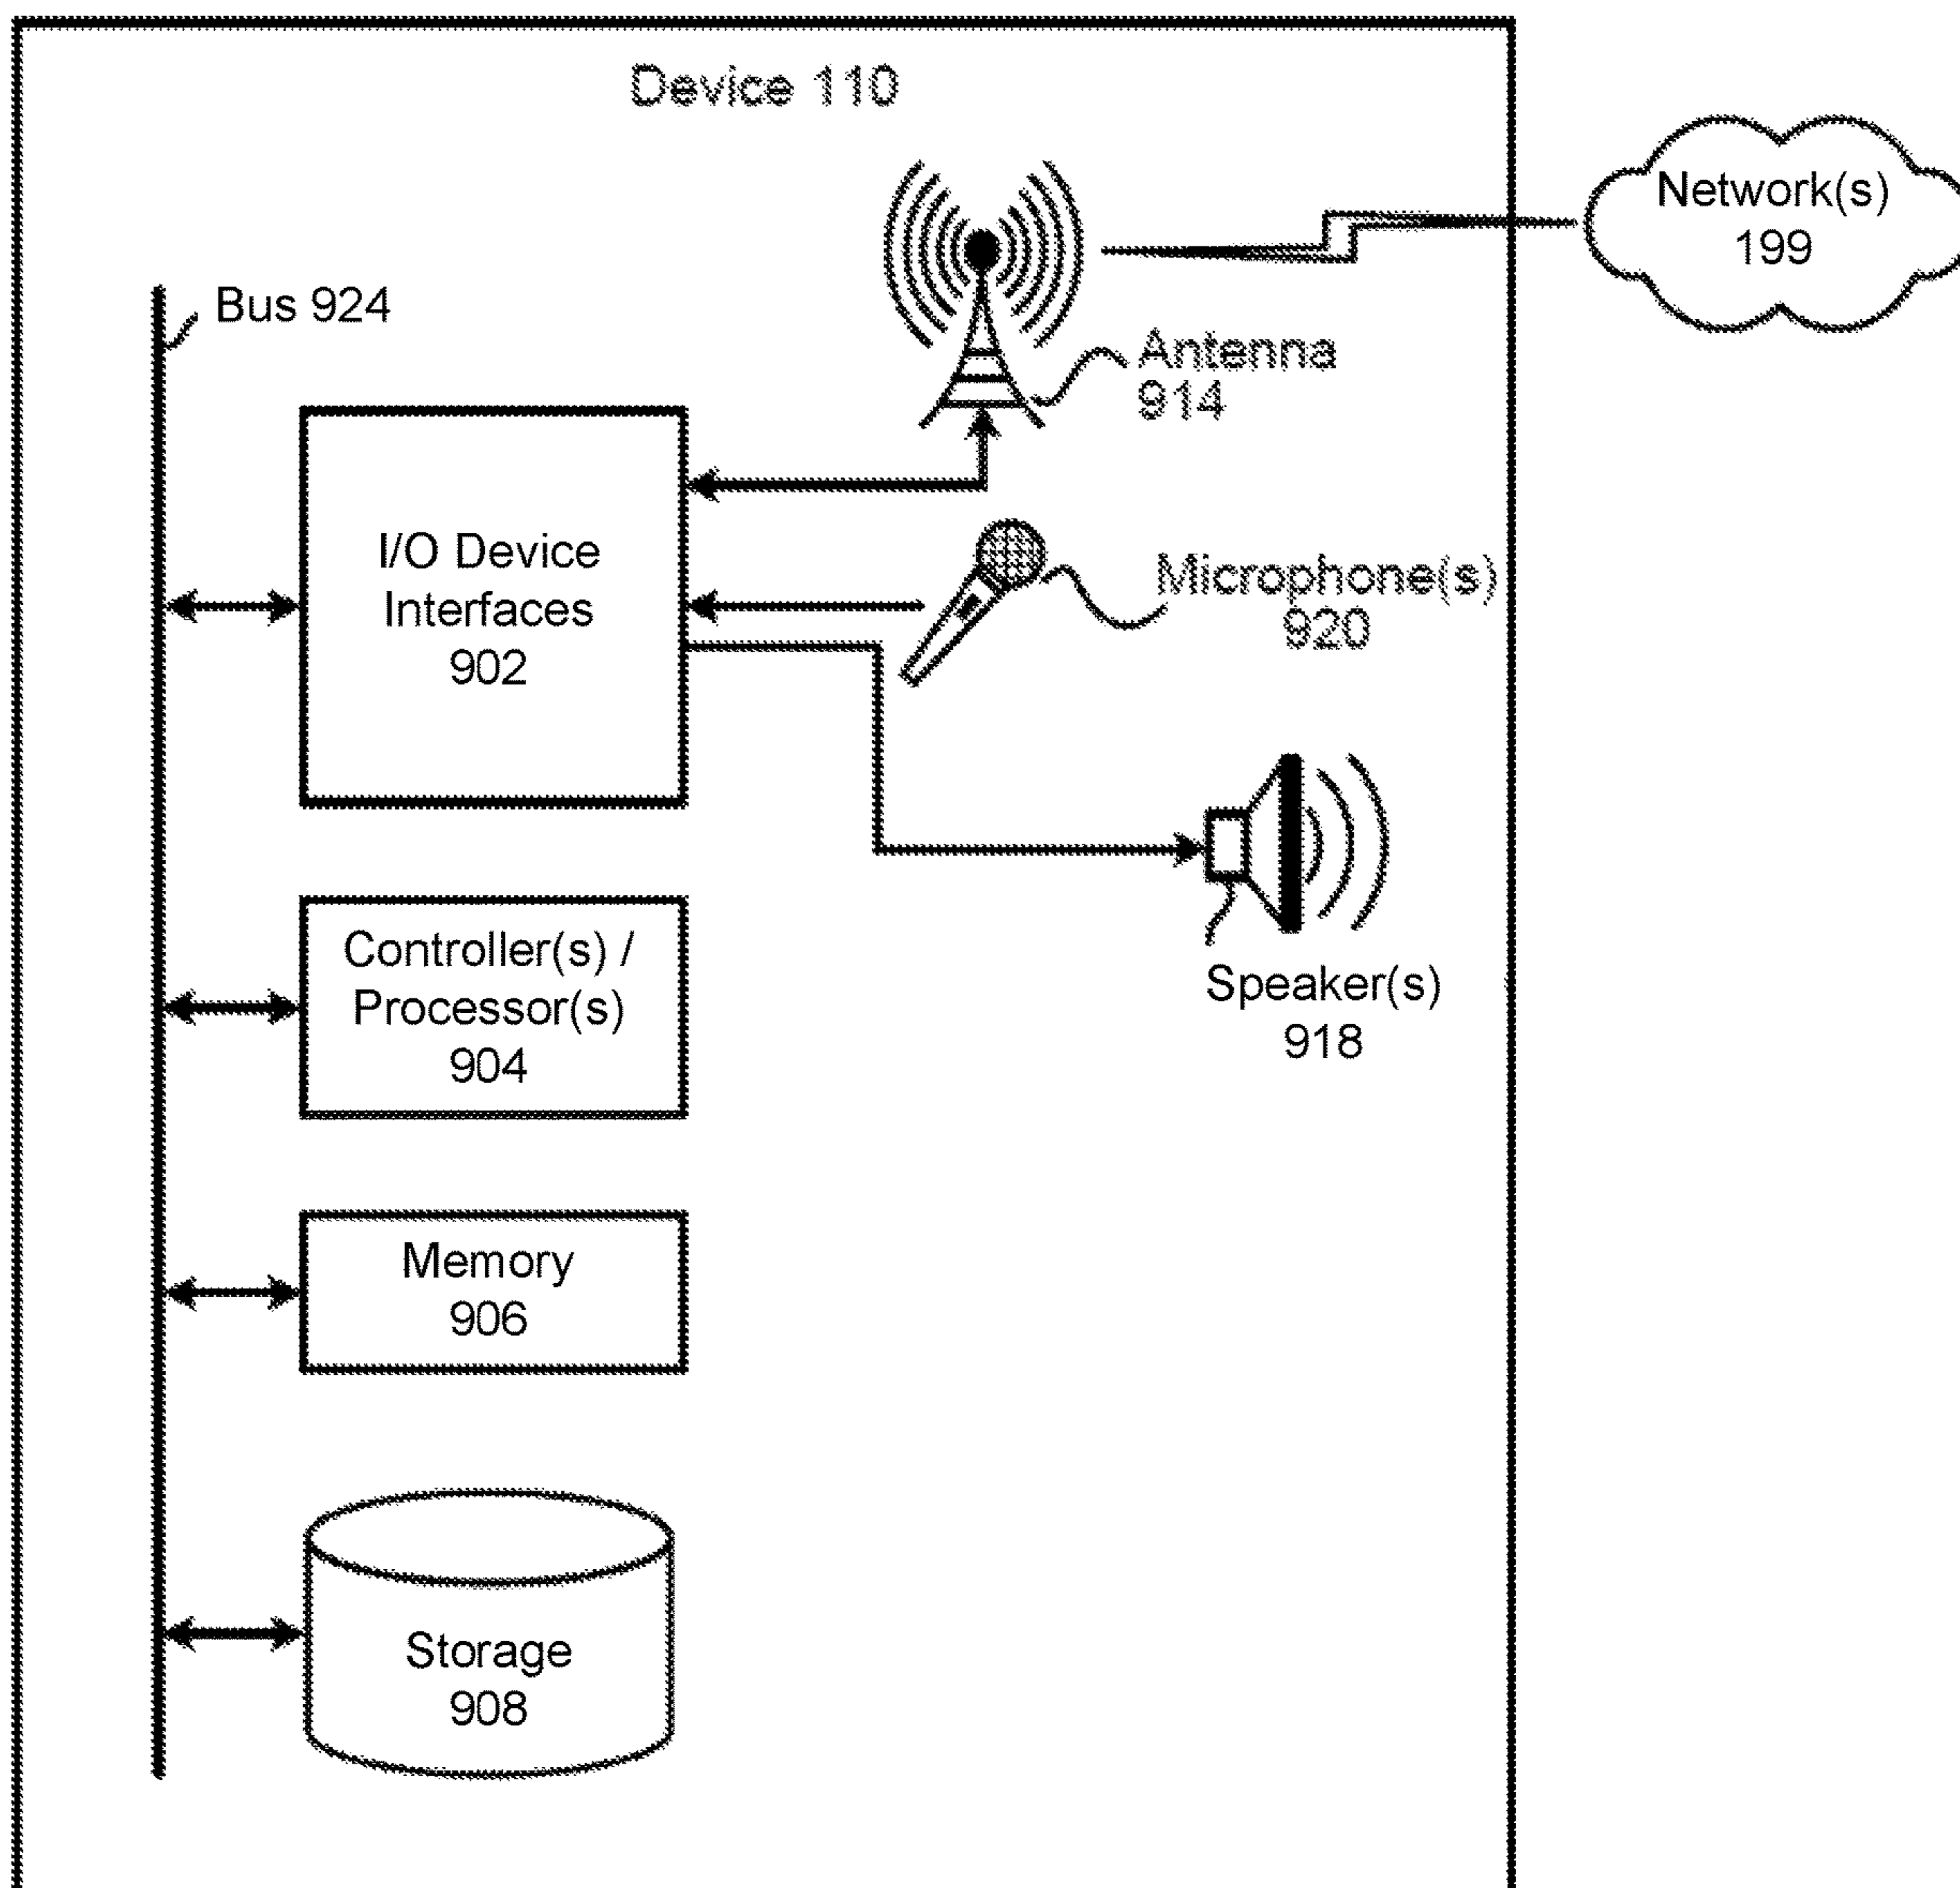 Device 110
Network(s)
199
Bus 924
Antenna
914
I/O Device
Interfaces
902
Microphone(s)
920
Controller(s) /
Processor(s)
904
Speaker(s)
918
Memory
906
Storage
908